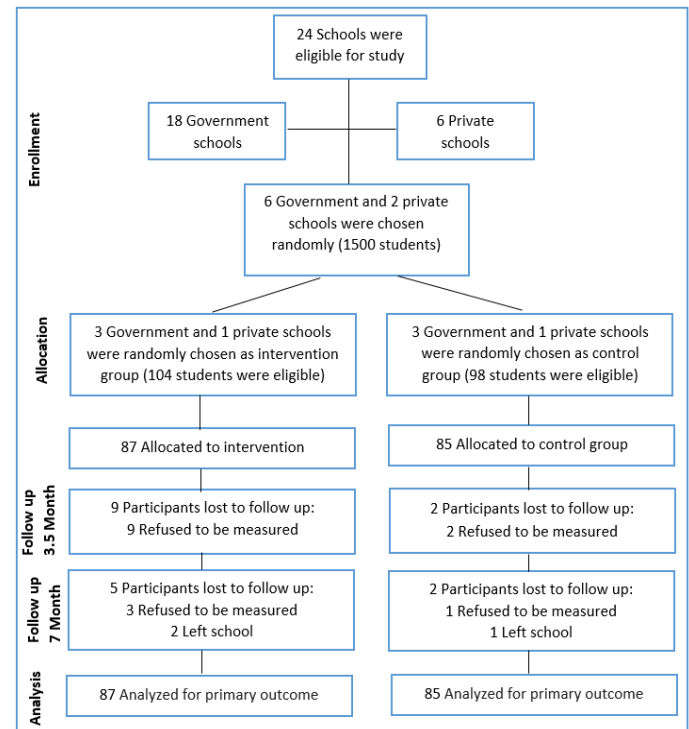 24 Schools were
eligible for study
Enrollment
18 Government
schools
6 Private
schools
6 Government and 2 private
schools were chosen
randomly (1500 students)
Allocation
3 Government and 1 private schools
were randomly chosen as intervention
group (104 students were eligible)
3 Government and 1 private schools
were randomly chosen as control
group (98 students were eligible)
87 Allocated to intervention
85 Allocated to control group
Follow up
3.5 Month
9 Participants lost to follow up:
9 Refused to be measured
2 Participants lost to follow up:
2 Refused to be measured
Follow up
7 Month
5 Participants lost to follow up:
3 Refused to be measured
2 Left school
2 Participants lost to follow up:
1 Refused to be measured
1 Left school
Analysis
87 Analyzed for primary outcome
85 Analyzed for primary outcome